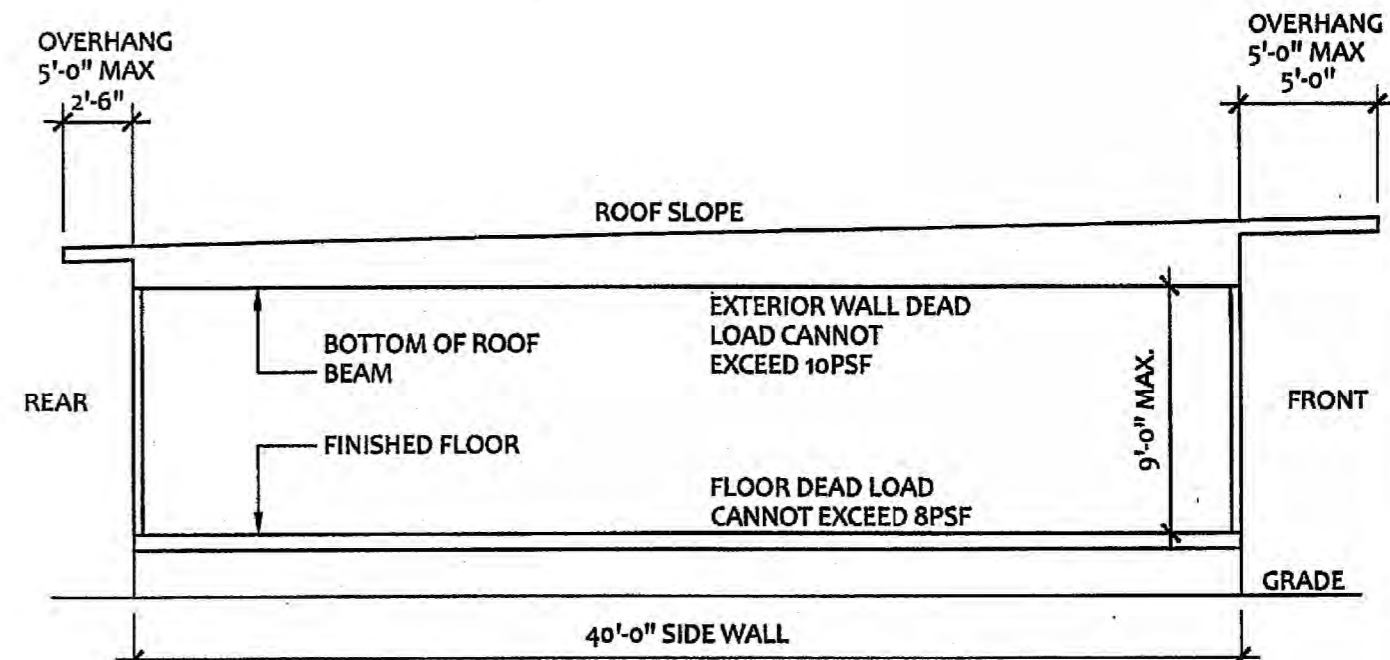 OVERHANG
5'-0" MAX
2'-6"
OVERHANG
5'-0" MAX
5'-0"
ROOF SLOPE
BOTTOM OF ROOF
BEAM
EXTERIOR WALL DEAD
LOAD CANNOT
EXCEED 10PSF
9'-0" MAX.
REAR
FRONT
FINISHED FLOOR
FLOOR DEAD LOAD
CANNOT EXCEED 8PSF
GRADE
40'-0" SIDE WALL